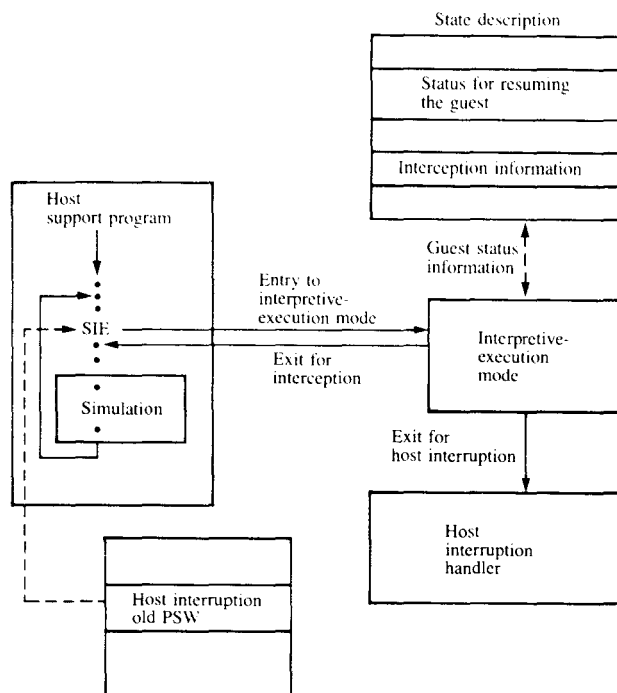 State description
Status for resuming
the guest
Interception information
Host
support program
Guest status
information
Entry to
interpretive-
execution mode
SIE
Exit for
interception
Interpretive-
execution
mode
Simulation
Exit for
host interruption
Host
interruption
handler
Host interruption
old PSW